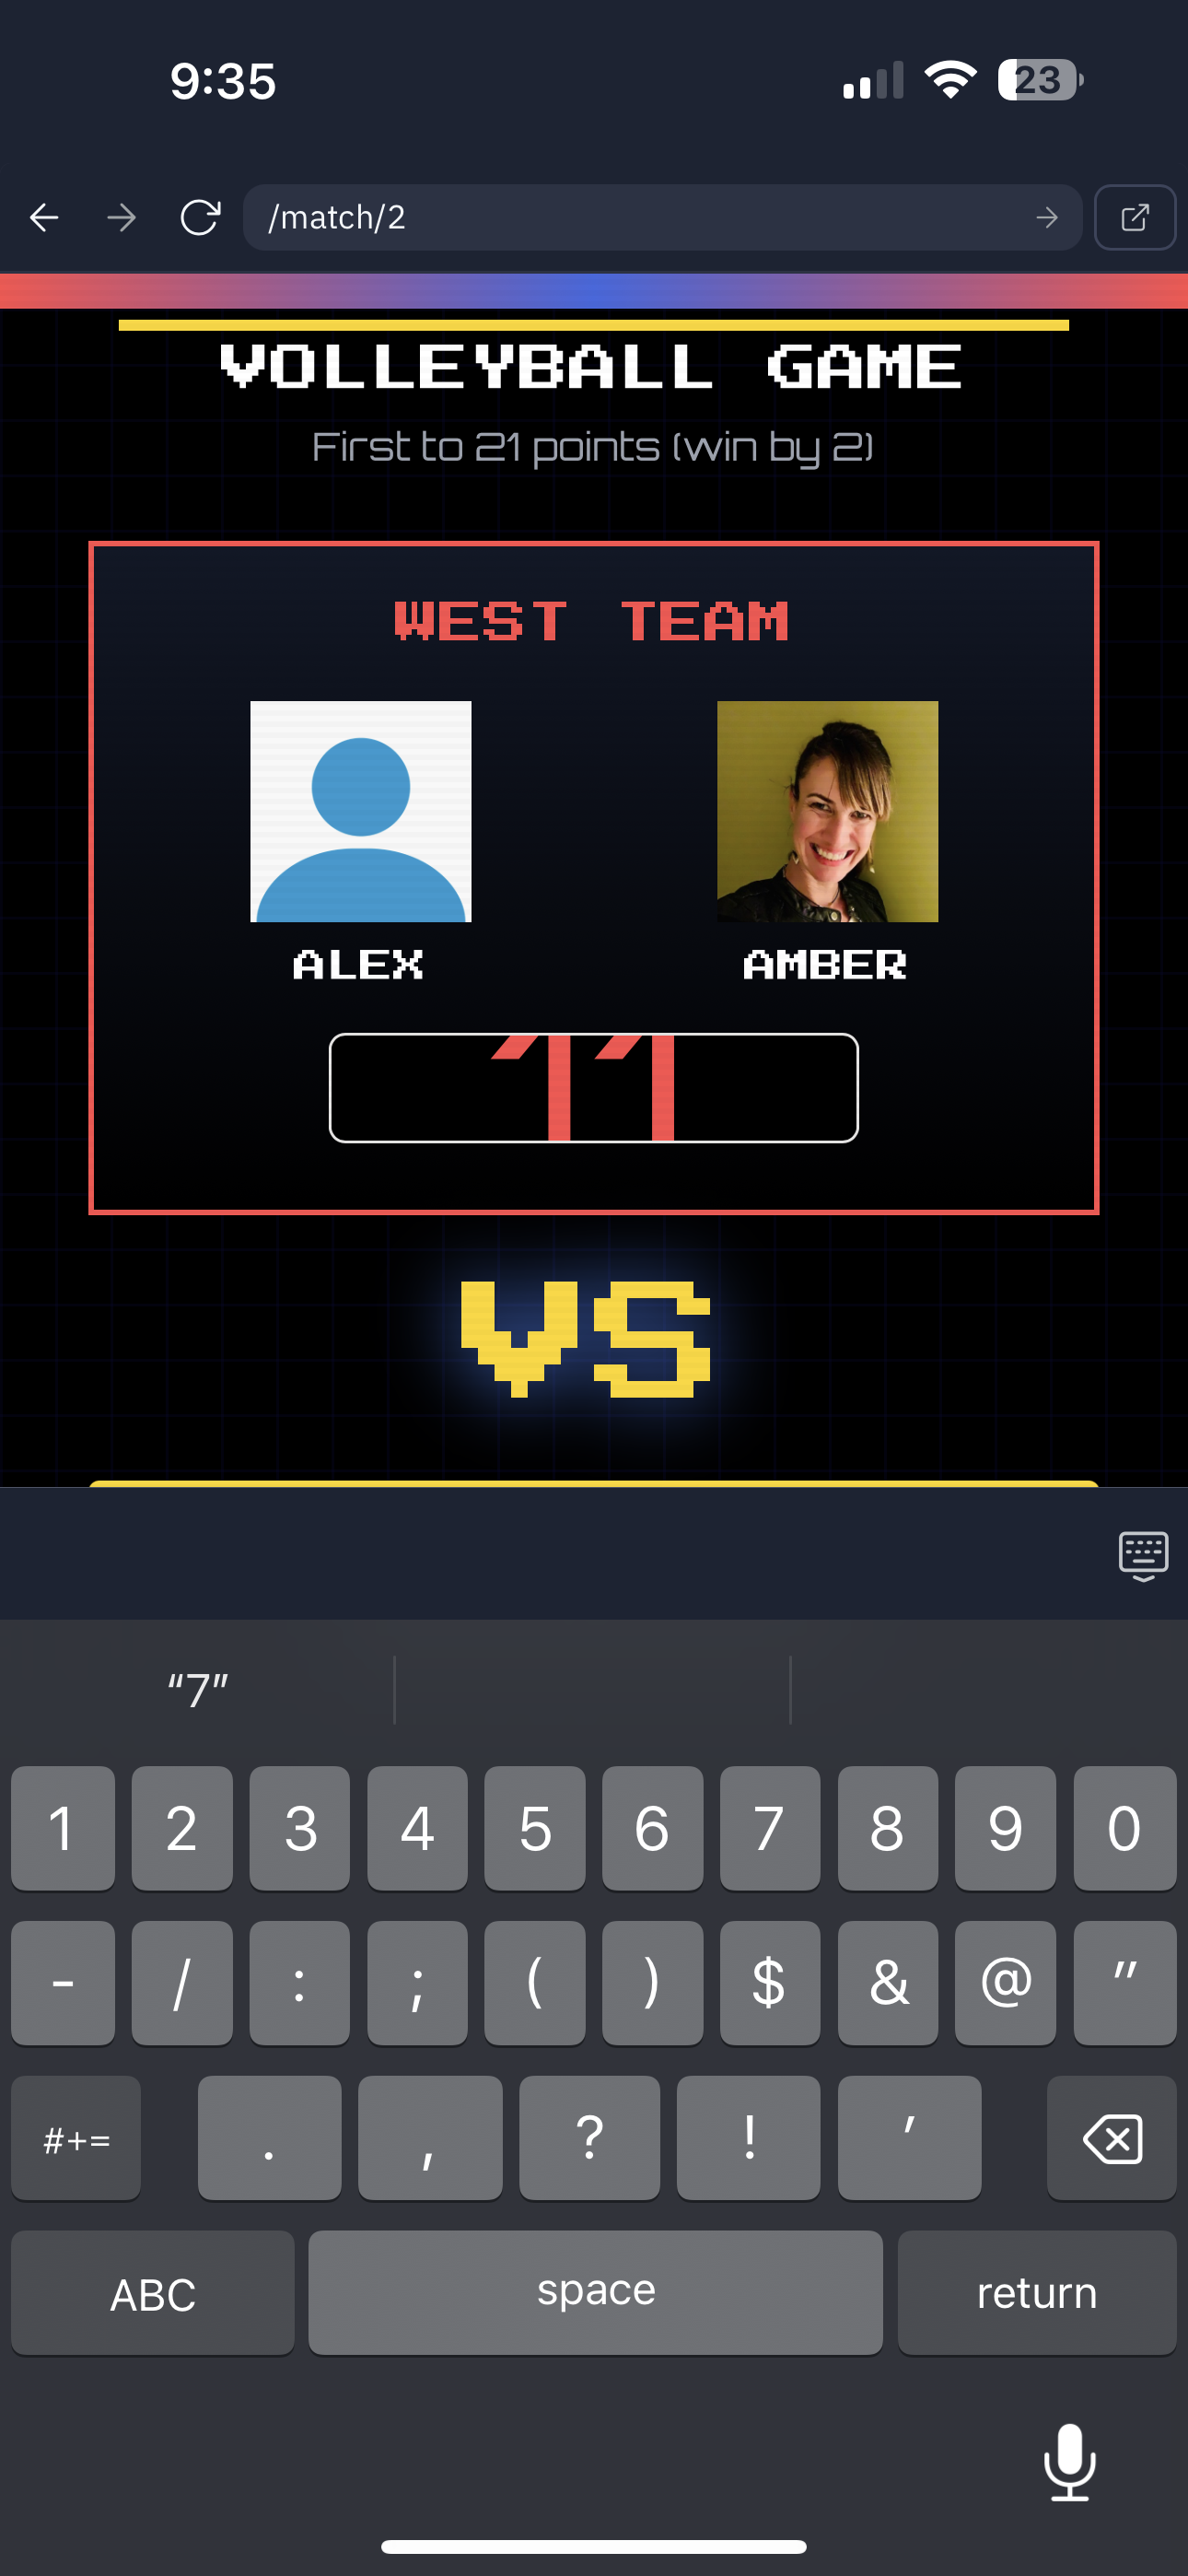 9:35
23
/match/2
VOLLEYBALL GAME
First to 21 points (win by 2)
WEST TEAM
ALEX
AMBER
11
VS
“7”
1 2 3 4 5 6 7 8 9 0
- / : ; ( ) $ & @ "
#+= . , ? ! '
ABC space return